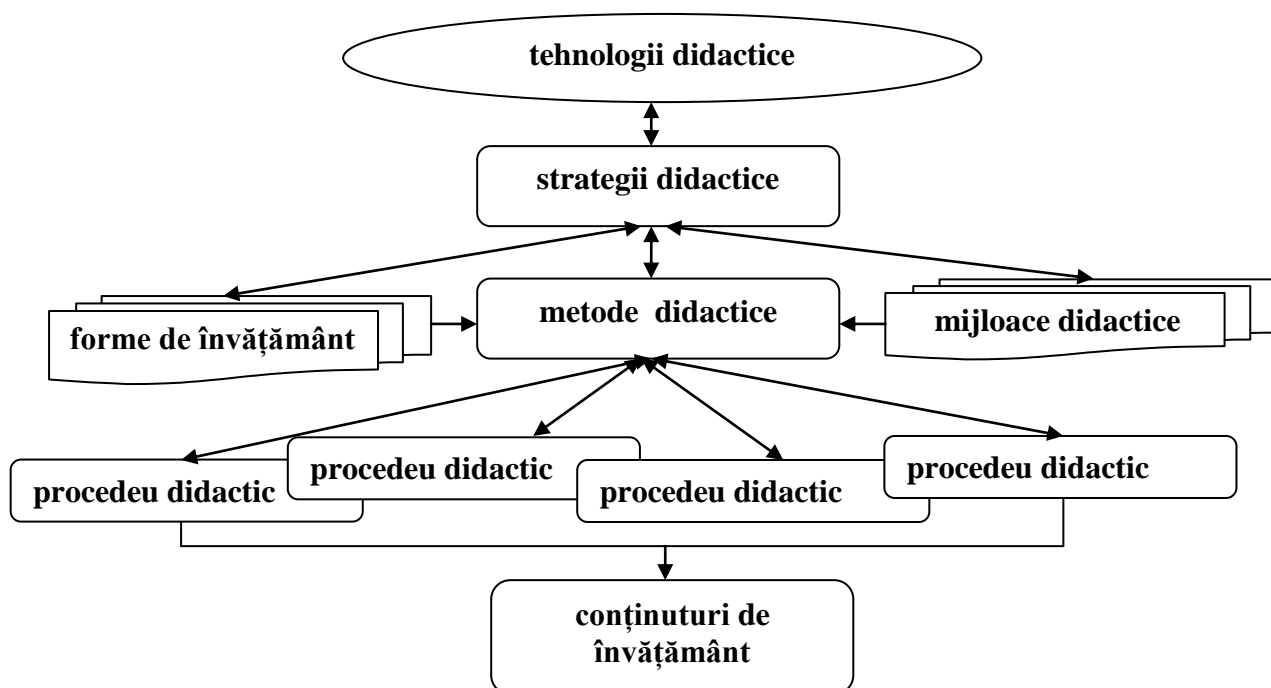 tehnologii didactice
strategii didactice
forme de învățământ
metode didactice
mijloace didactice
procedeu didactic
procedeu didactic
procedeu didactic
procedeu didactic
conținuturi de
învățământ